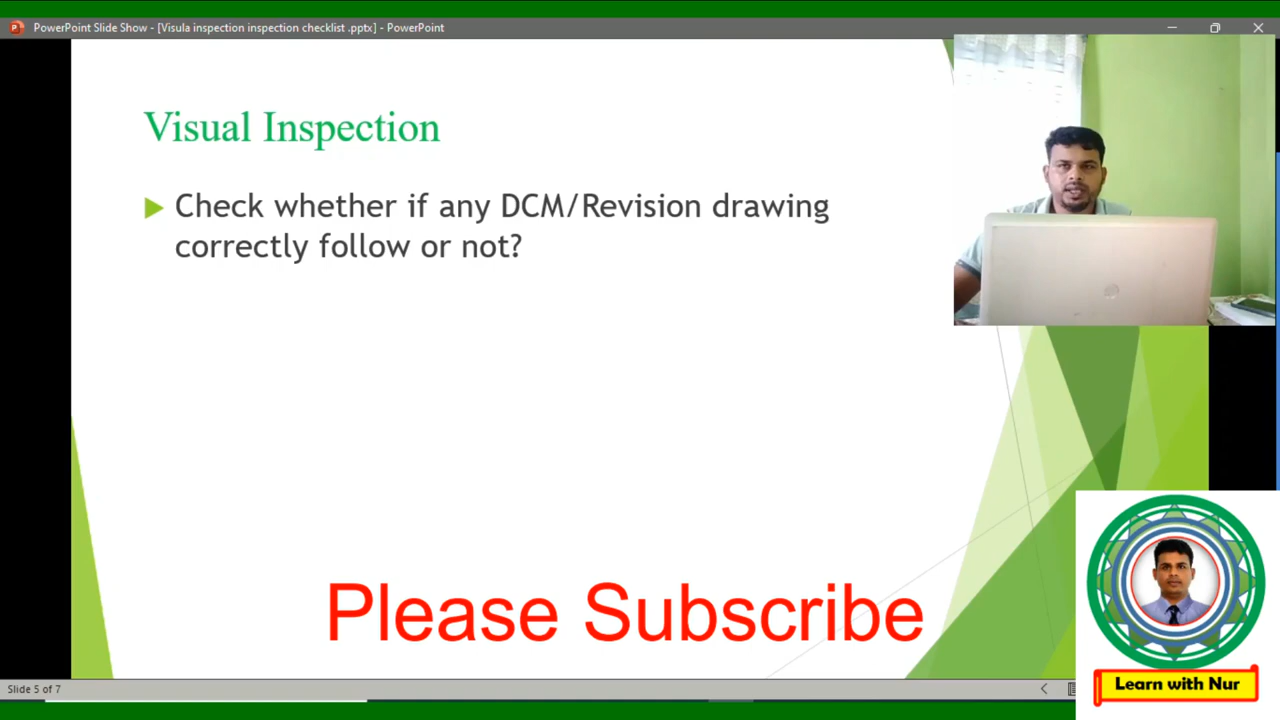 PowerPoint Slide Show - [Visula inspection inspection checklist .pptx] - PowerPoint
Visual Inspection
Check whether if any DCM/Revision drawing
correctly follow or not?
Please Subscribe
Learn with Nur
Slide 5 of 7